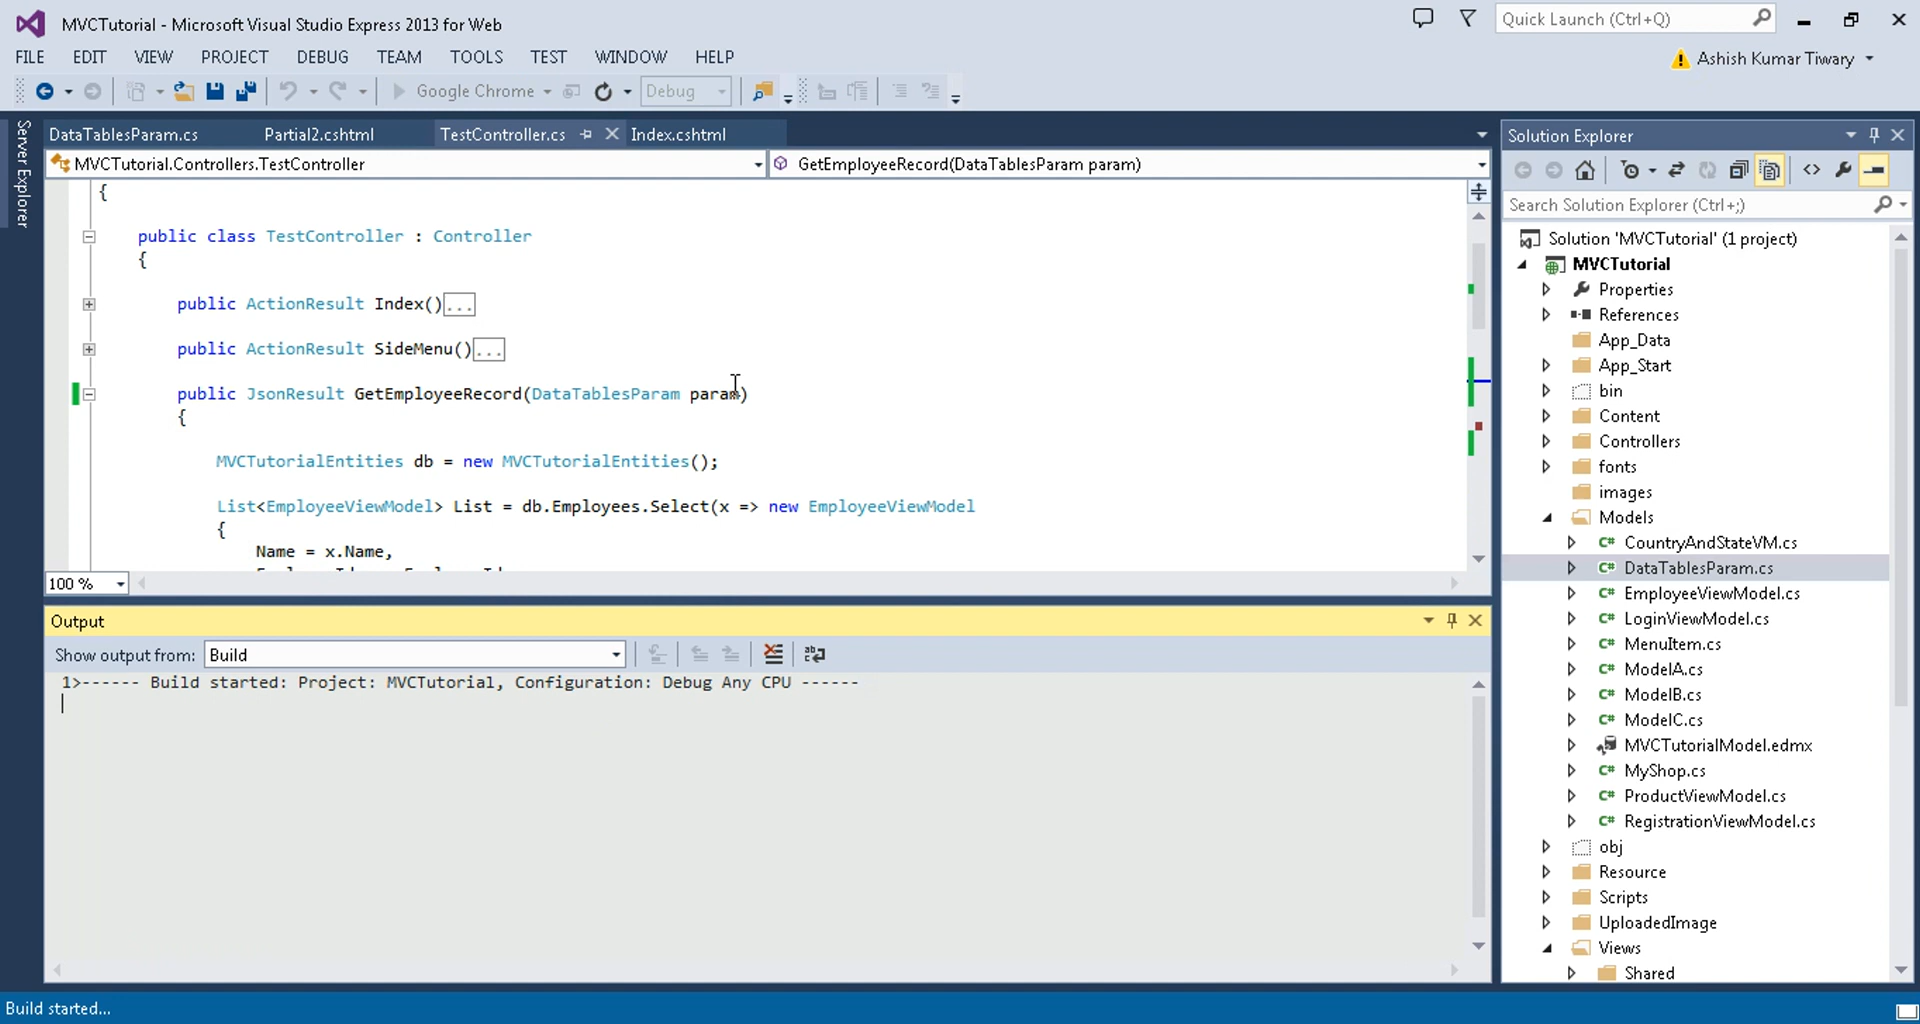 MVCTutorial - Microsoft Visual Studio Express 2013 for Web
Quick Launch (Ctrl+Q)
FILE EDIT VIEW PROJECT DEBUG TEAM TOOLS TEST WINDOW HELP
Ashish Kumar Tiwary
Google Chrome
Debug
Server Explorer
DataTablesParam.cs Partial2.cshtml TestController.cs Index.cshtml
MVCTutorial.Controllers.TestController
GetEmployeeRecord(DataTablesParam param)
{
public class TestController : Controller
{
public ActionResult Index()...
public ActionResult SideMenu()...
public JsonResult GetEmployeeRecord(DataTablesParam param)
{
MVCTutorialEntities db = new MVCTutorialEntities();
List<EmployeeViewModel> List = db.Employees.Select(x => new EmployeeViewModel
{
Name = x.Name,
100 %
Output
Show output from: Build
1>------ Build started: Project: MVCTutorial, Configuration: Debug Any CPU ------
Build started...
Solution Explorer
Search Solution Explorer (Ctrl+;)
Solution 'MVCTutorial' (1 project)
MVCTutorial
Properties
References
App_Data
App_Start
bin
Content
Controllers
fonts
images
Models
C# CountryAndStateVM.cs
C# DataTablesParam.cs
C# EmployeeViewModel.cs
C# LoginViewModel.cs
C# MenuItem.cs
C# ModelA.cs
C# ModelB.cs
C# ModelC.cs
MVCTutorialModel.edmx
C# MyShop.cs
C# ProductViewModel.cs
C# RegistrationViewModel.cs
obj
Resource
Scripts
UploadedImage
Views
Shared